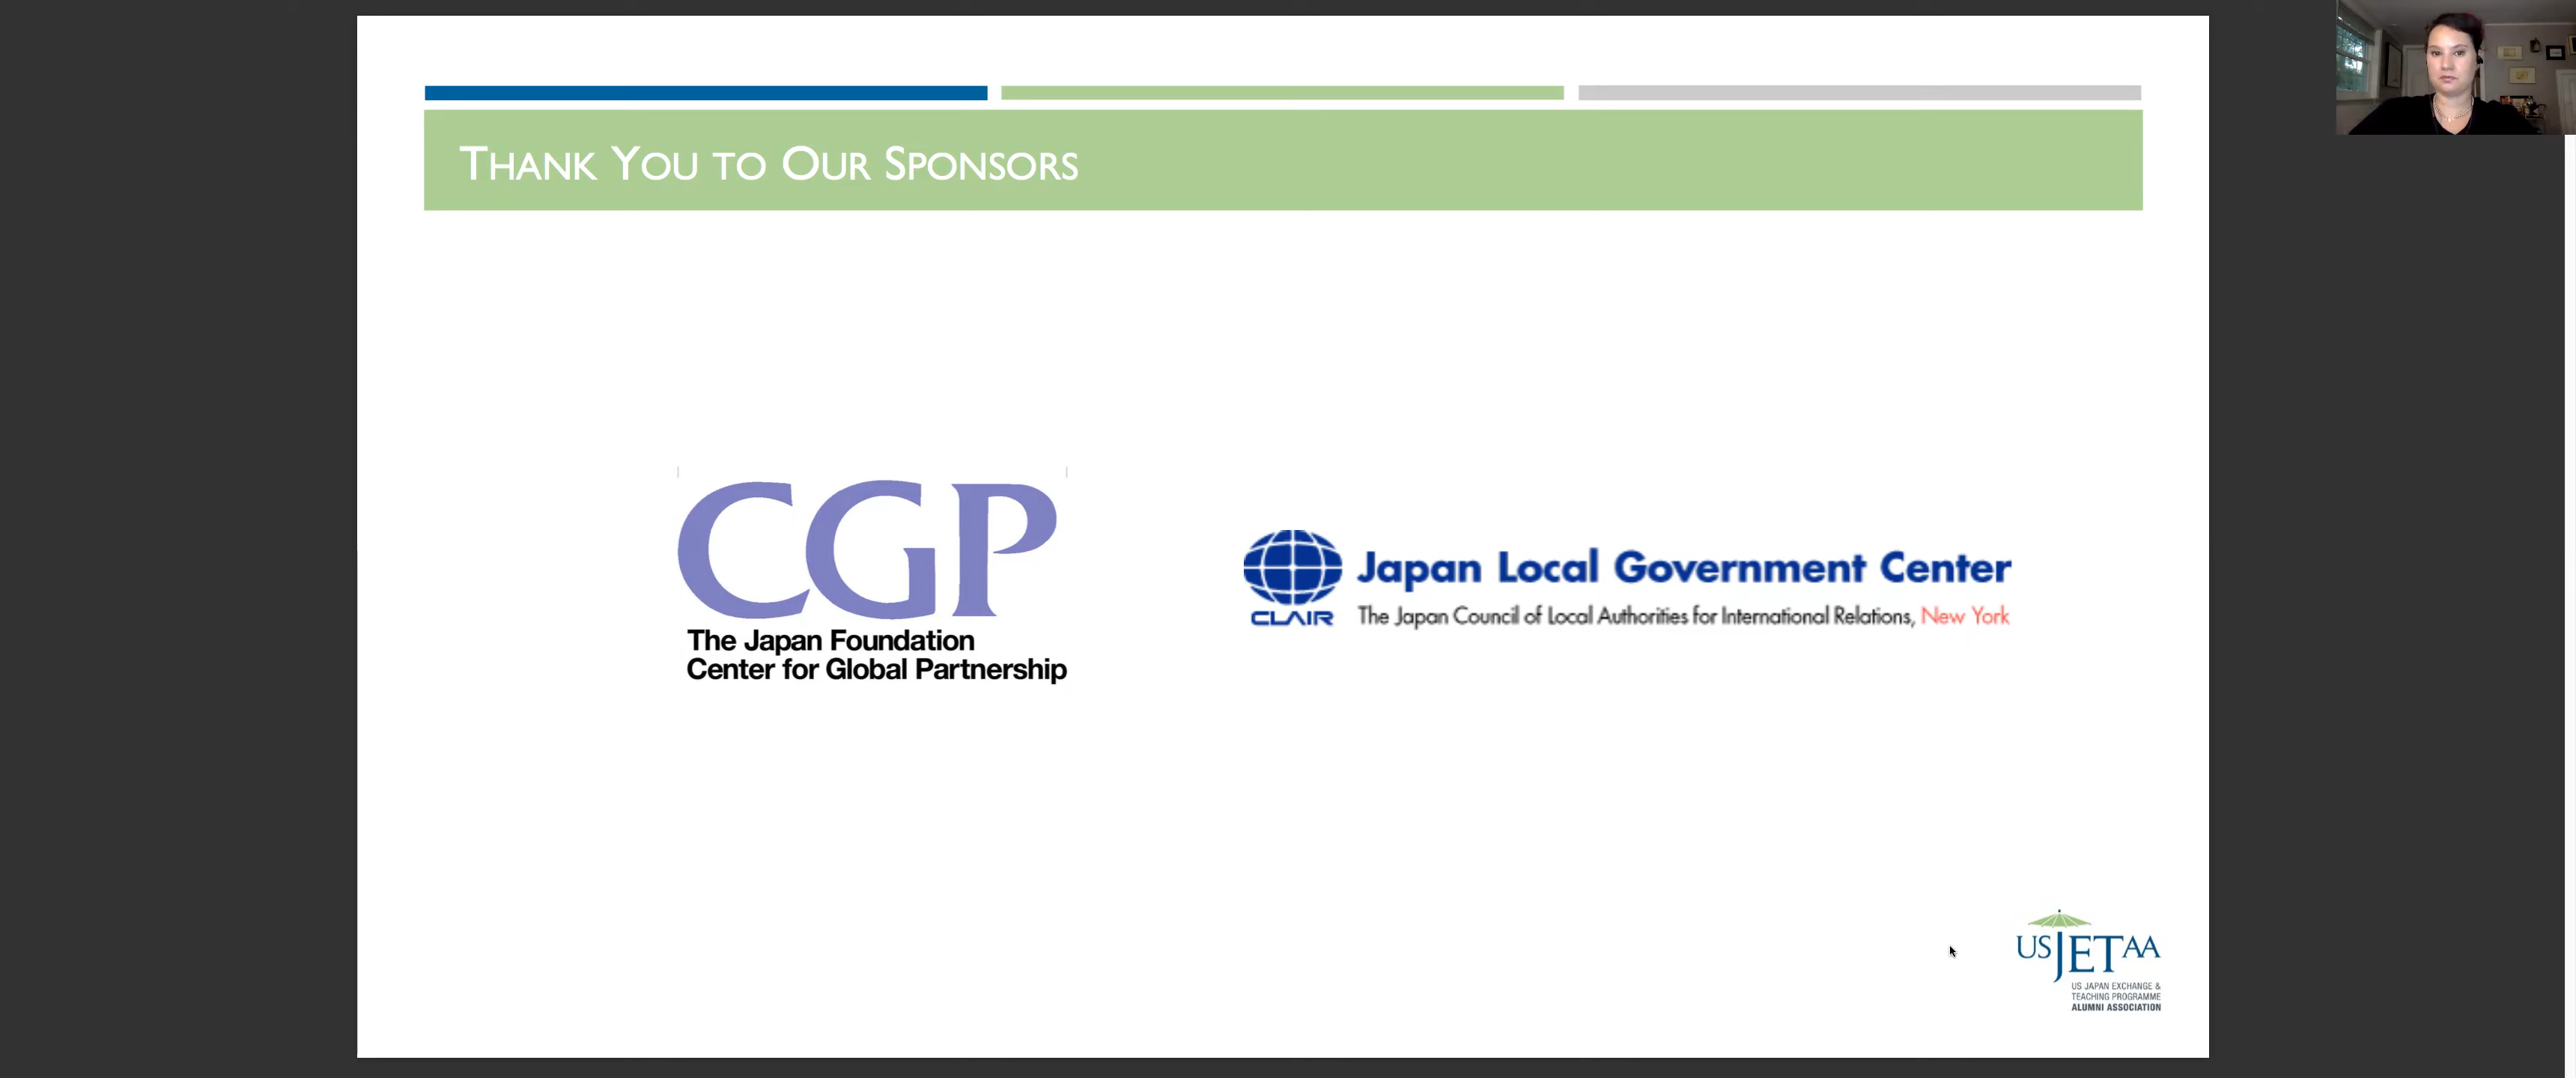 Thank You to Our Sponsors
CGP
The Japan Foundation
Center for Global Partnership
CLAIR
Japan Local Government Center
The Japan Council of Local Authorities for International Relations, New York
USJETAA
US JAPAN EXCHANGE &
TEACHING PROGRAMME
ALUMNI ASSOCIATION